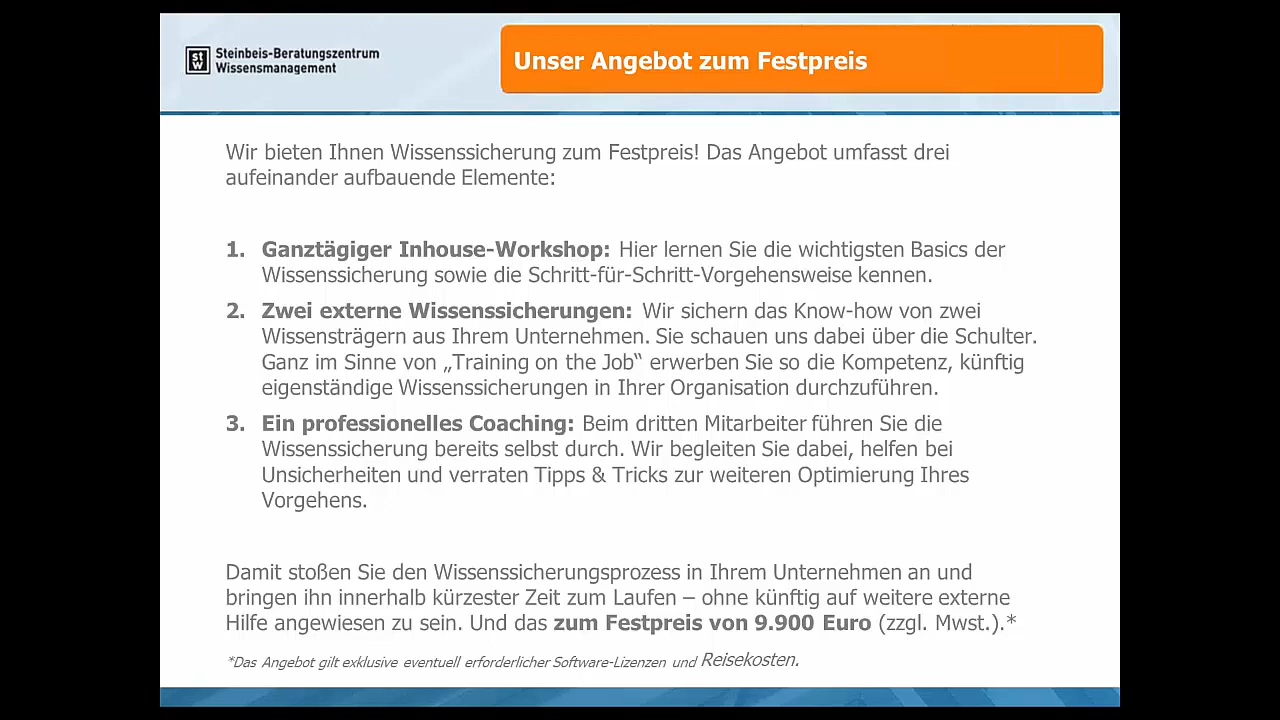 st
w
Steinbeis-Beratungszentrum
Wissensmanagement
Unser Angebot zum Festpreis
Wir bieten Ihnen Wissenssicherung zum Festpreis! Das Angebot umfasst drei
aufeinander aufbauende Elemente:
1. Ganztägiger Inhouse-Workshop: Hier lernen Sie die wichtigsten Basics der
Wissenssicherung sowie die Schritt-für-Schritt-Vorgehensweise kennen.
2. Zwei externe Wissenssicherungen: Wir sichern das Know-how von zwei
Wissensträgern aus Ihrem Unternehmen. Sie schauen uns dabei über die Schulter.
Ganz im Sinne von „Training on the Job“ erwerben Sie so die Kompetenz, künftig
eigenständige Wissenssicherungen in Ihrer Organisation durchzuführen.
3. Ein professionelles Coaching: Beim dritten Mitarbeiter führen Sie die
Wissenssicherung bereits selbst durch. Wir begleiten Sie dabei, helfen bei
Unsicherheiten und verraten Tipps & Tricks zur weiteren Optimierung Ihres
Vorgehens.
Damit stoßen Sie den Wissenssicherungsprozess in Ihrem Unternehmen an und
bringen ihn innerhalb kürzester Zeit zum Laufen – ohne künftig auf weitere externe
Hilfe angewiesen zu sein. Und das zum Festpreis von 9.900 Euro (zzgl. Mwst.).*
*Das Angebot gilt exklusive eventuell erforderlicher Software-Lizenzen und Reisekosten.